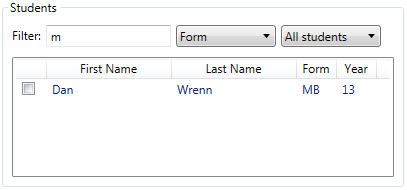 Students
Filter: m Form All students
First Name Last Name Form Year
Dan Wrenn MB 13